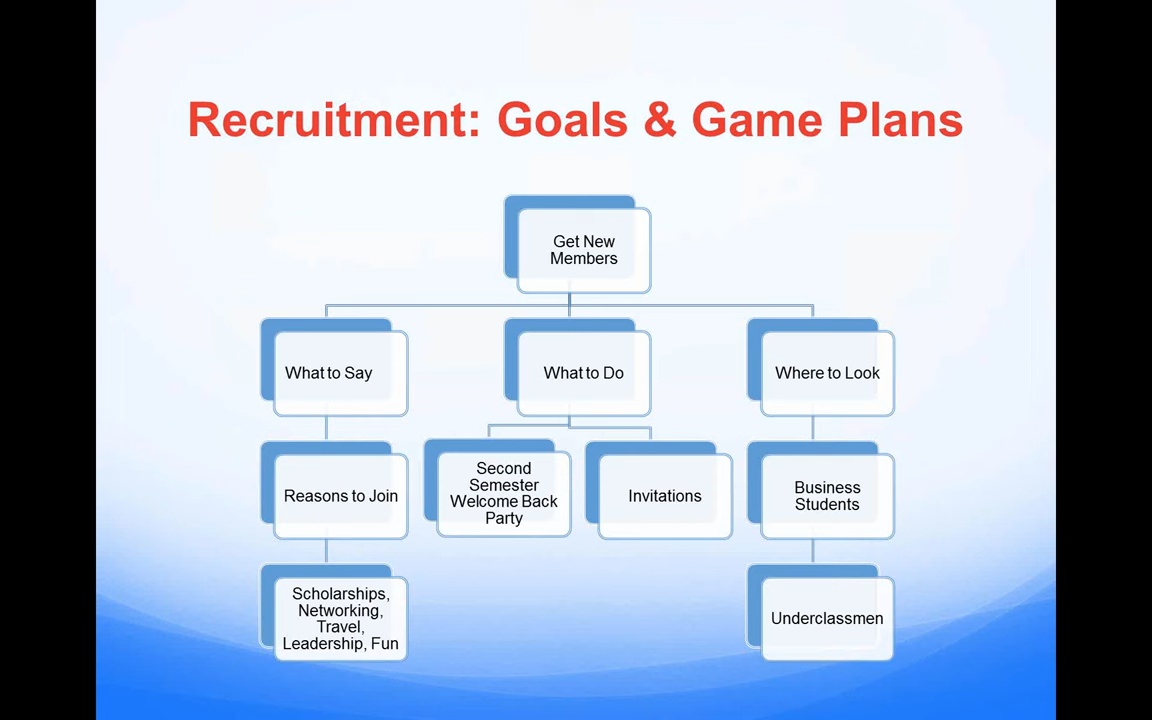 Recruitment: Goals & Game Plans
Get New
Members
What to Say
What to Do
Where to Look
Reasons to Join
Second
Semester
Welcome Back
Party
Invitations
Business
Students
Scholarships,
Networking,
Travel,
Leadership, Fun
Underclassmen